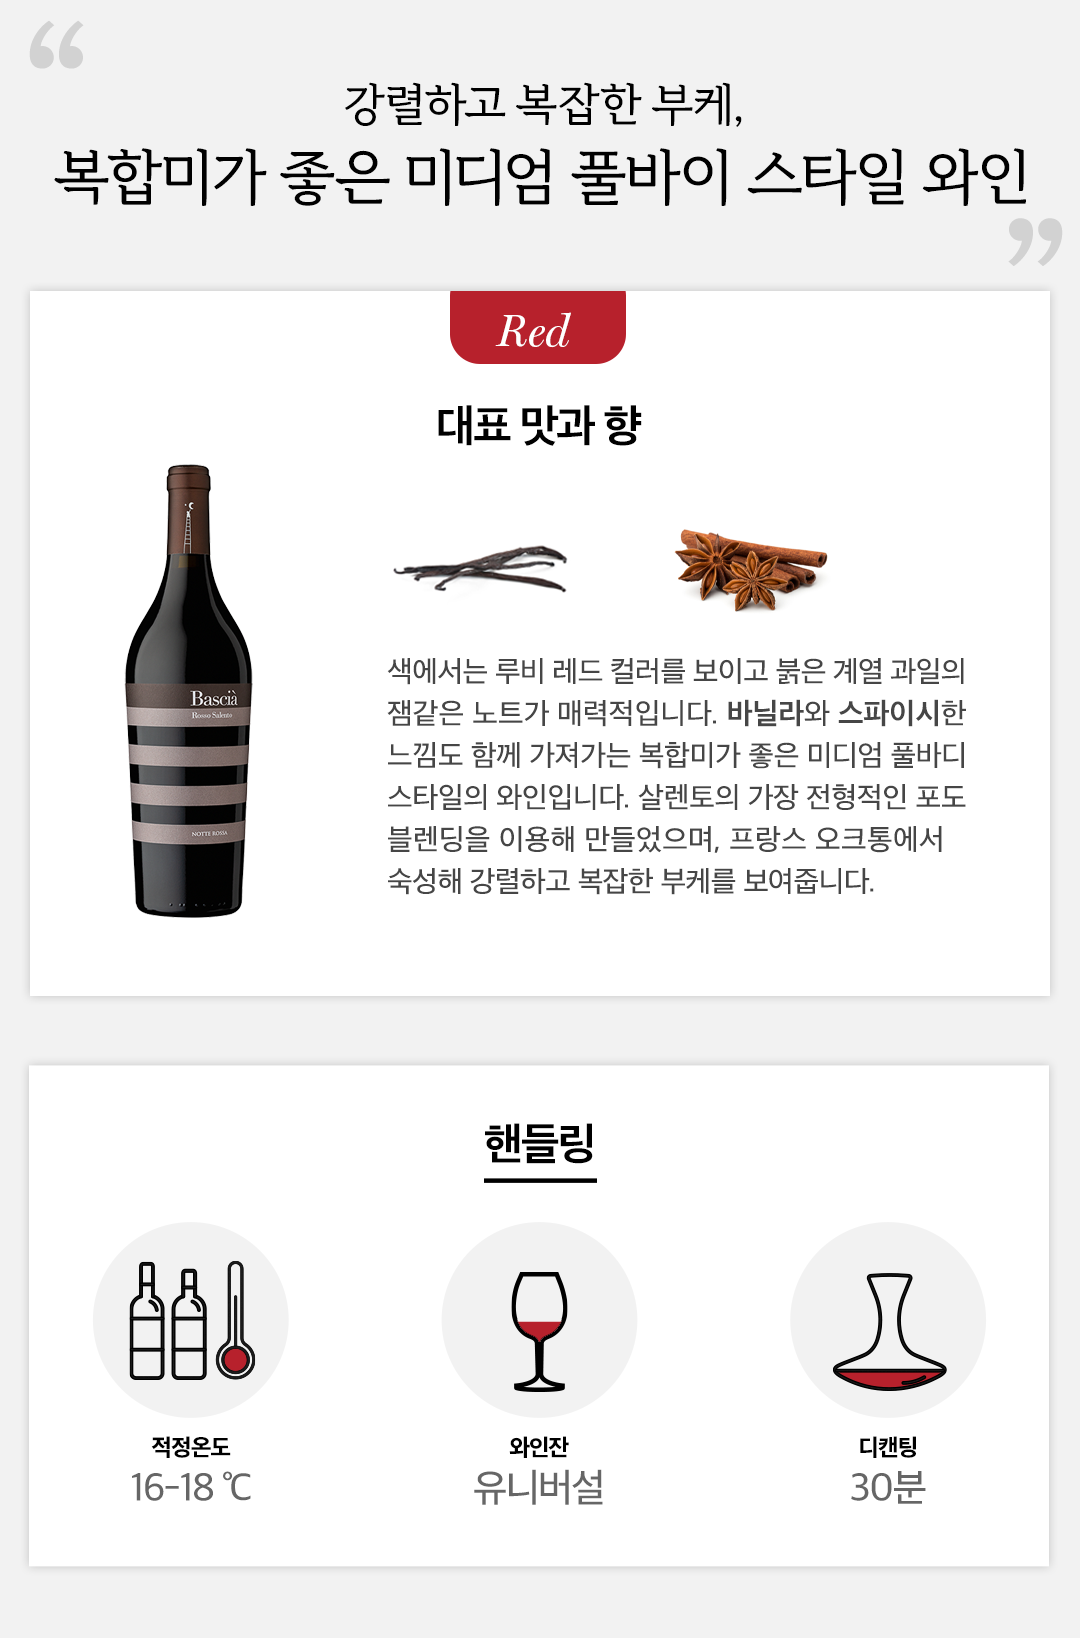 “
강렬하고 복잡한 부케,
복합미가 좋은 미디엄 풀바이 스타일 와인
”
Red
대표 맛과 향
Bascià
Rosso Salento
NOTTE ROSSA
색에서는 루비 레드 컬러를 보이고 붉은 계열 과일의
잼같은 노트가 매력적입니다. 바닐라와 스파이시한
느낌도 함께 가져가는 복합미가 좋은 미디엄 풀바디
스타일의 와인입니다. 살렌토의 가장 전형적인 포도
블렌딩을 이용해 만들었으며, 프랑스 오크통에서
숙성해 강렬하고 복잡한 부케를 보여줍니다.
핸들링
적정온도
16-18 ℃
와인잔
유니버설
디캔팅
30분